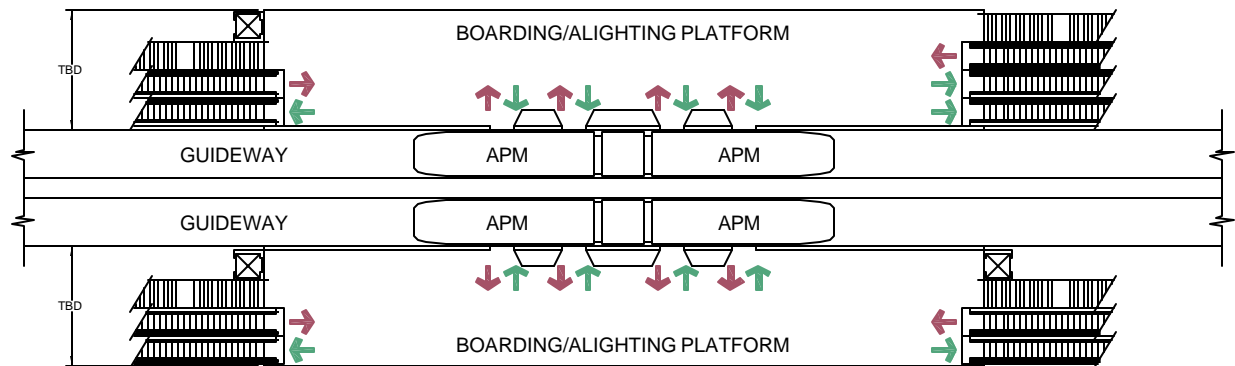 BOARDING/ALIGHTING PLATFORM
TBD
GUIDEWAY APM APM
GUIDEWAY APM APM
TBD
BOARDING/ALIGHTING PLATFORM